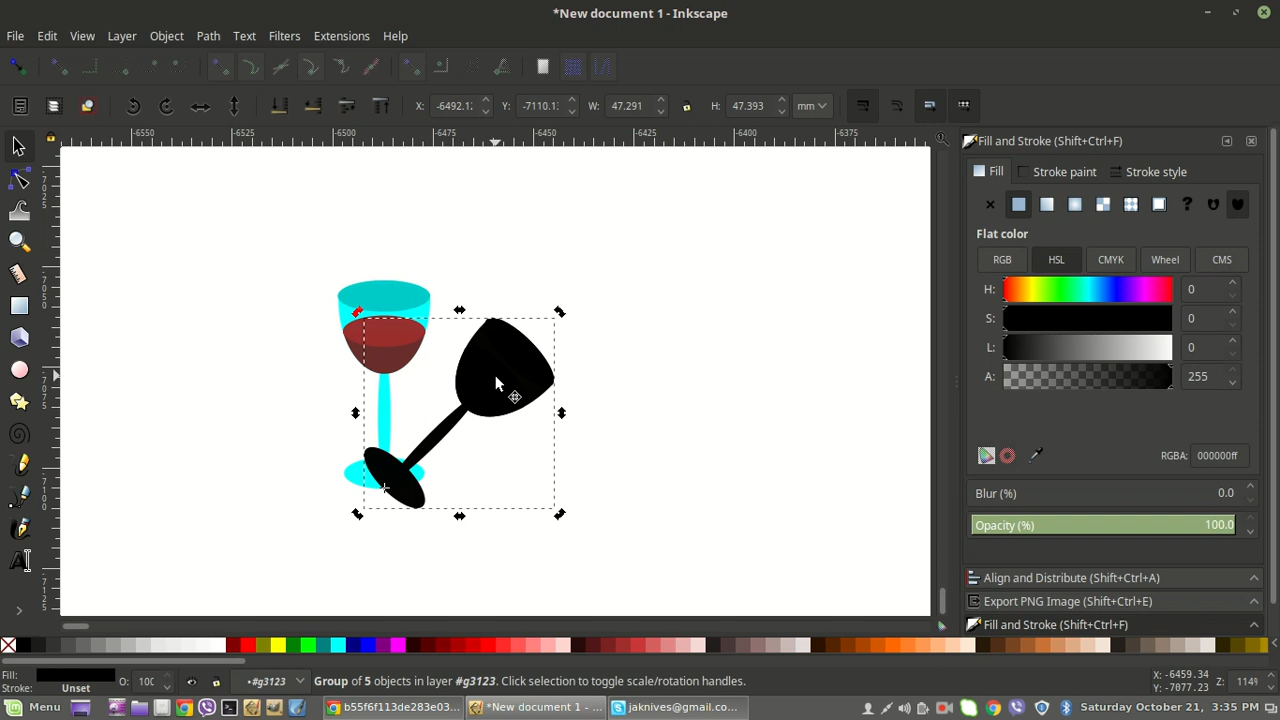 *New document 1 - Inkscape
File Edit View Layer Object Path Text Filters Extensions Help
X: -6492.1 Y: -7110.1 W: 47.291 H: 47.393 mm
-6550 -6525 -6500 -6475 -6450 -6425 -6400 -6375
Fill and Stroke (Shift+Ctrl+F)
Fill Stroke paint Stroke style
Flat color
RGB HSL CMYK Wheel CMS
H: 0
S: 0
L: 0
A: 255
RGBA: 000000ff
Blur (%) 0.0
Opacity (%) 100.0
Align and Distribute (Shift+Ctrl+A)
Export PNG Image (Shift+Ctrl+E)
Fill and Stroke (Shift+Ctrl+F)
Fill:
Stroke: Unset
O: 100
•#g3123
Group of 5 objects in layer #g3123. Click selection to toggle scale/rotation handles.
X: -6459.34
Y: -7077.23
Z: 114%
Menu b55f6f113de283e03... *New document 1 - ... jaknives@gmail.co... Saturday October 21, 3:35 PM